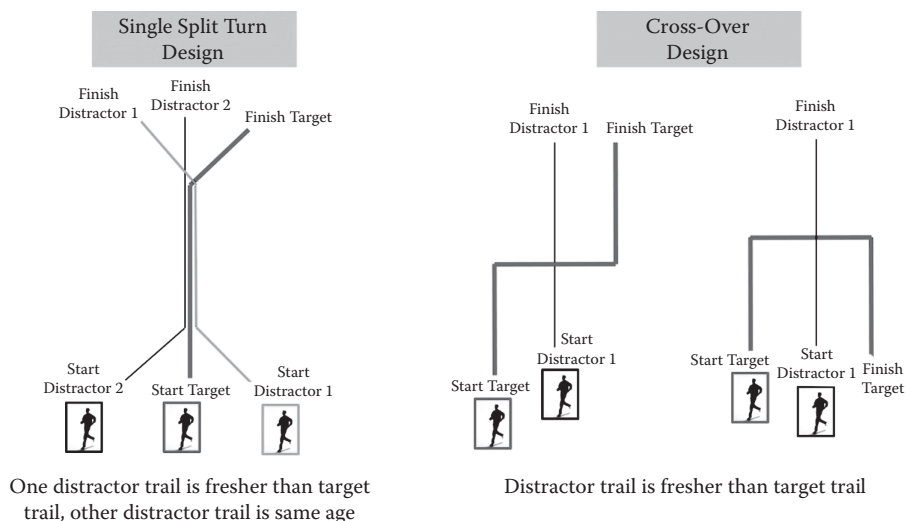 Single Split Turn
Design
Finish
Distractor 1
Finish
Distractor 2
Finish Target
Start
Distractor 2
Start Target
Start
Distractor 1
One distractor trail is fresher than target
trail, other distractor trail is same age
Cross-Over
Design
Finish
Distractor 1
Finish Target
Start
Distractor 1
Start Target
Finish
Distractor 1
Start Target
Start
Distractor 1
Finish
Target
Distractor trail is fresher than target trail